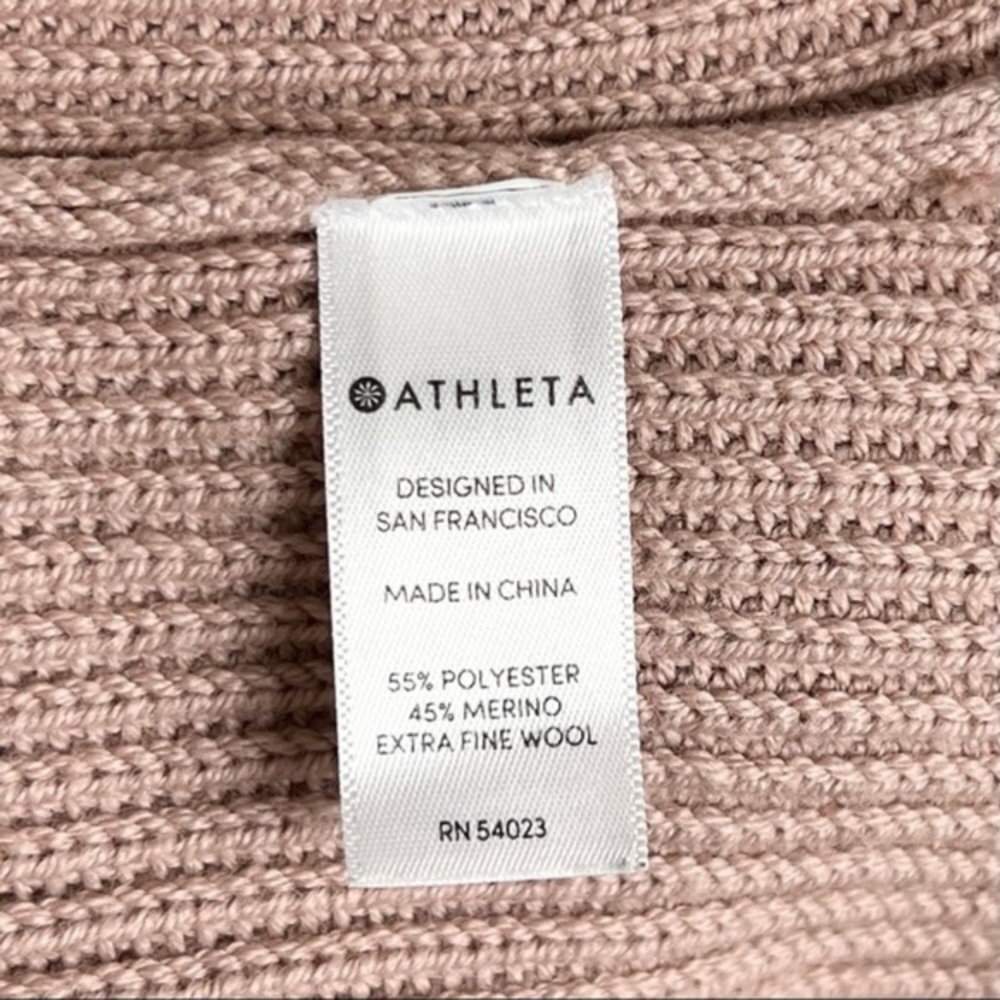 ATHLETA
DESIGNED IN
SAN FRANCISCO
MADE IN CHINA
55% POLYESTER
45% MERINO
EXTRA FINE WOOL
RN 54023